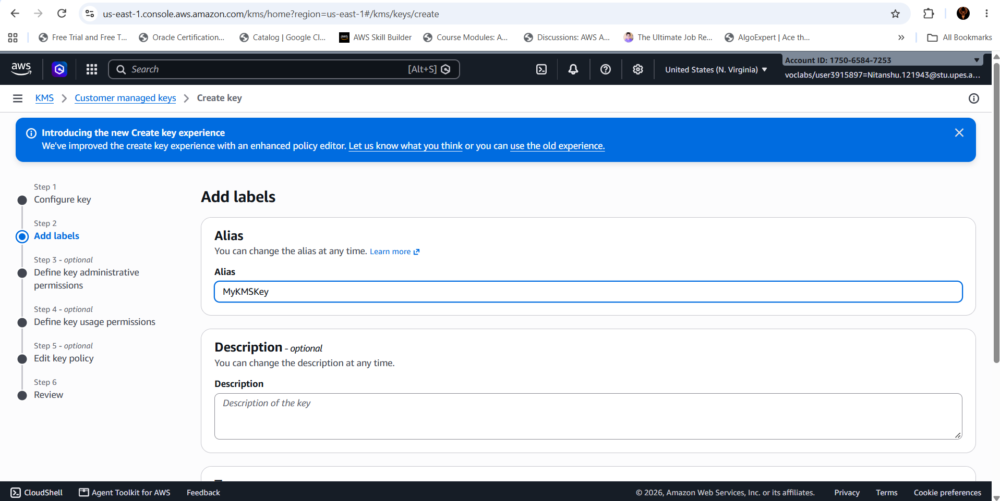 us-east-1.console.aws.amazon.com/kms/home?region=us-east-1#/kms/keys/create
Free Trial and Free T...
Oracle Certification...
Catalog | Google Cl...
aws
AWS Skill Builder
Course Modules: A...
Discussions: AWS A...
The Ultimate Job Re...
AlgoExpert | Ace th...
All Bookmarks
aws
Search
[Alt+S]
United States (N. Virginia)
Account ID: 1750-6584-7253
voclabs/user3915897=Nitanshu.121943@stu.upes.a...
KMS
Customer managed keys
Create key
Introducing the new Create key experience
We've improved the create key experience with an enhanced policy editor. Let us know what you think or you can use the old experience.
Step 1
Configure key
Step 2
Add labels
Step 3 - optional
Define key administrative
permissions
Step 4 - optional
Define key usage permissions
Step 5 - optional
Edit key policy
Step 6
Review
Add labels
Alias
You can change the alias at any time. Learn more
Alias
MyKMSKey
Description - optional
You can change the description at any time.
Description
Description of the key
CloudShell
Agent Toolkit for AWS
Feedback
© 2026, Amazon Web Services, Inc. or its affiliates.
Privacy
Terms
Cookie preferences